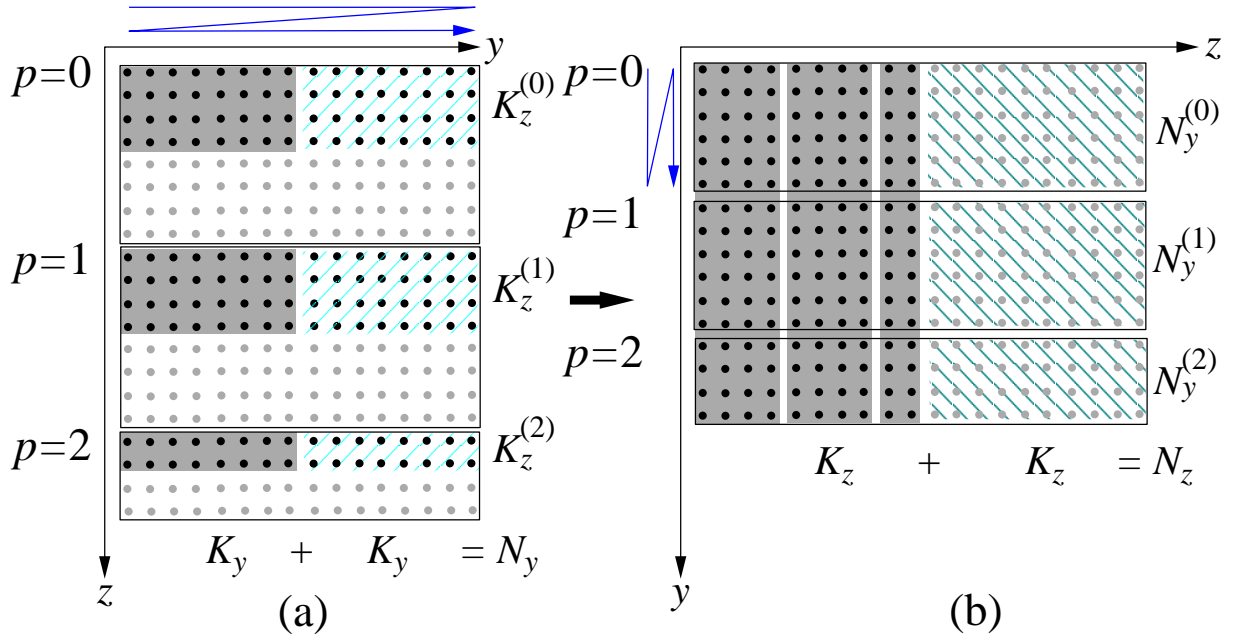 y
p=0
K_z^{(0)}
p=1
K_z^{(1)}
p=2
K_z^{(2)}
K_y + K_y = N_y
z
(a)
z
p=0
N_y^{(0)}
p=1
N_y^{(1)}
p=2
N_y^{(2)}
K_z + K_z = N_z
y
(b)